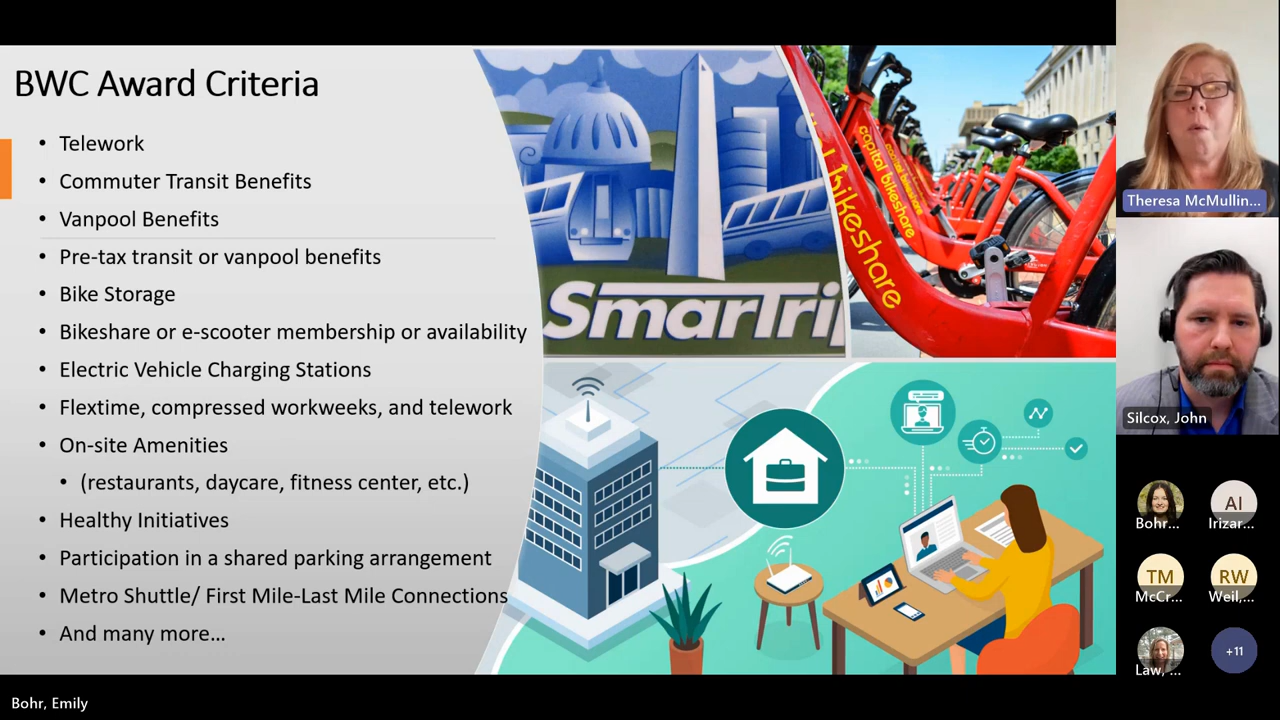 BWC Award Criteria
• Telework
• Commuter Transit Benefits
• Vanpool Benefits
• Pre-tax transit or vanpool benefits
• Bike Storage
• Bikeshare or e-scooter membership or availability
• Electric Vehicle Charging Stations
• Flextime, compressed workweeks, and telework
• On-site Amenities
• (restaurants, daycare, fitness center, etc.)
• Healthy Initiatives
• Participation in a shared parking arrangement
• Metro Shuttle/ First Mile-Last Mile Connections
• And many more…
SmarTrip
bikeshare
capital bikeshare
capital bikeshare
Theresa McMullin...
Silcox, John
Bohr...
AI
Irizar...
TM
McCr...
RW
Weil,...
Law, ...
+11
Bohr, Emily